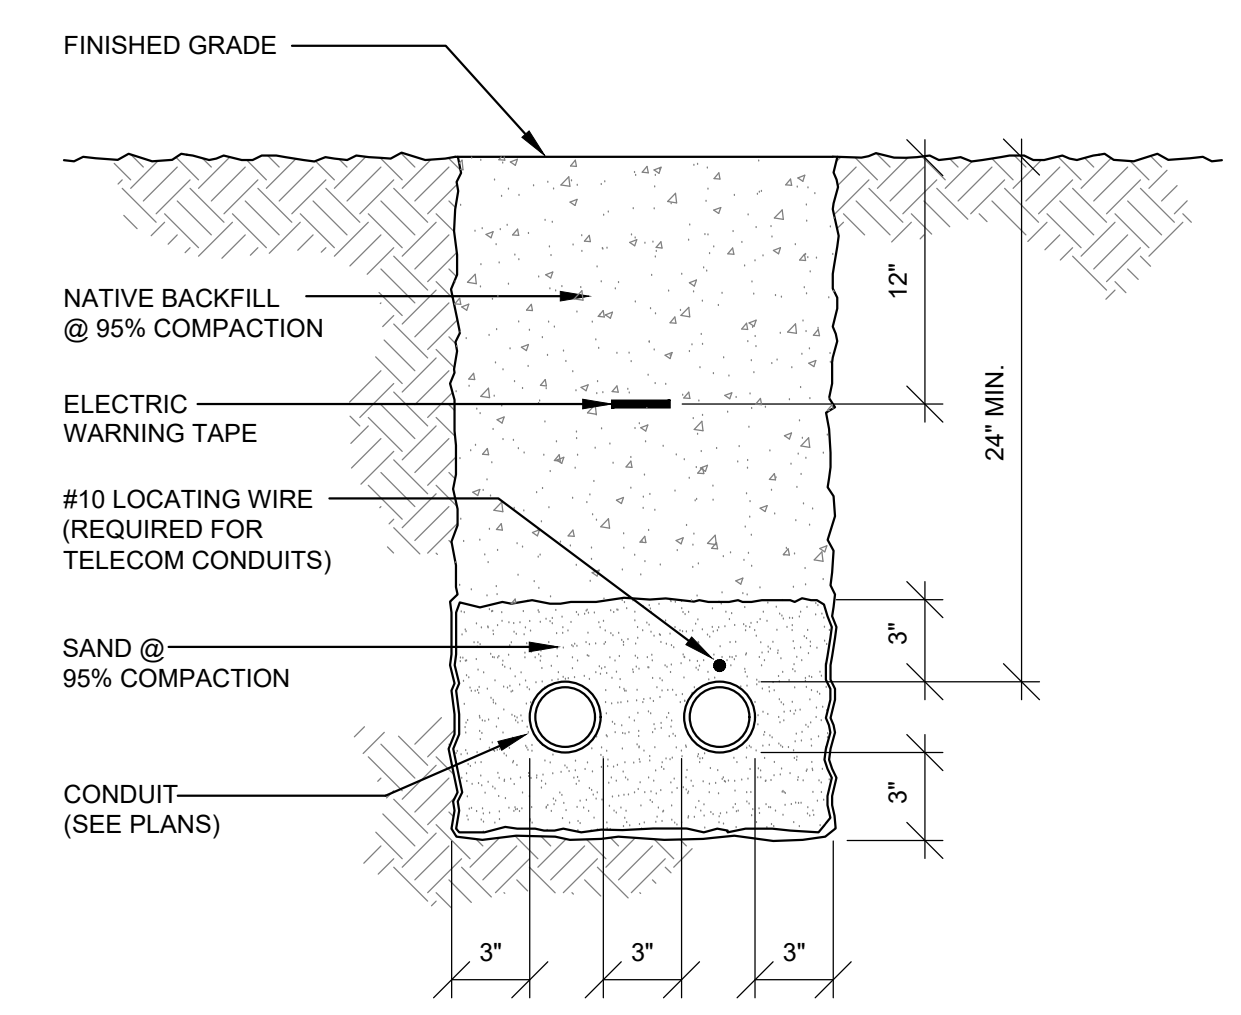 FINISHED GRADE
NATIVE BACKFILL
@ 95% COMPACTION
ELECTRIC
WARNING TAPE
#10 LOCATING WIRE
(REQUIRED FOR
TELECOM CONDUITS)
SAND @
95% COMPACTION
CONDUIT
(SEE PLANS)
12"
24" MIN.
3"
3"
3"
3"
3"